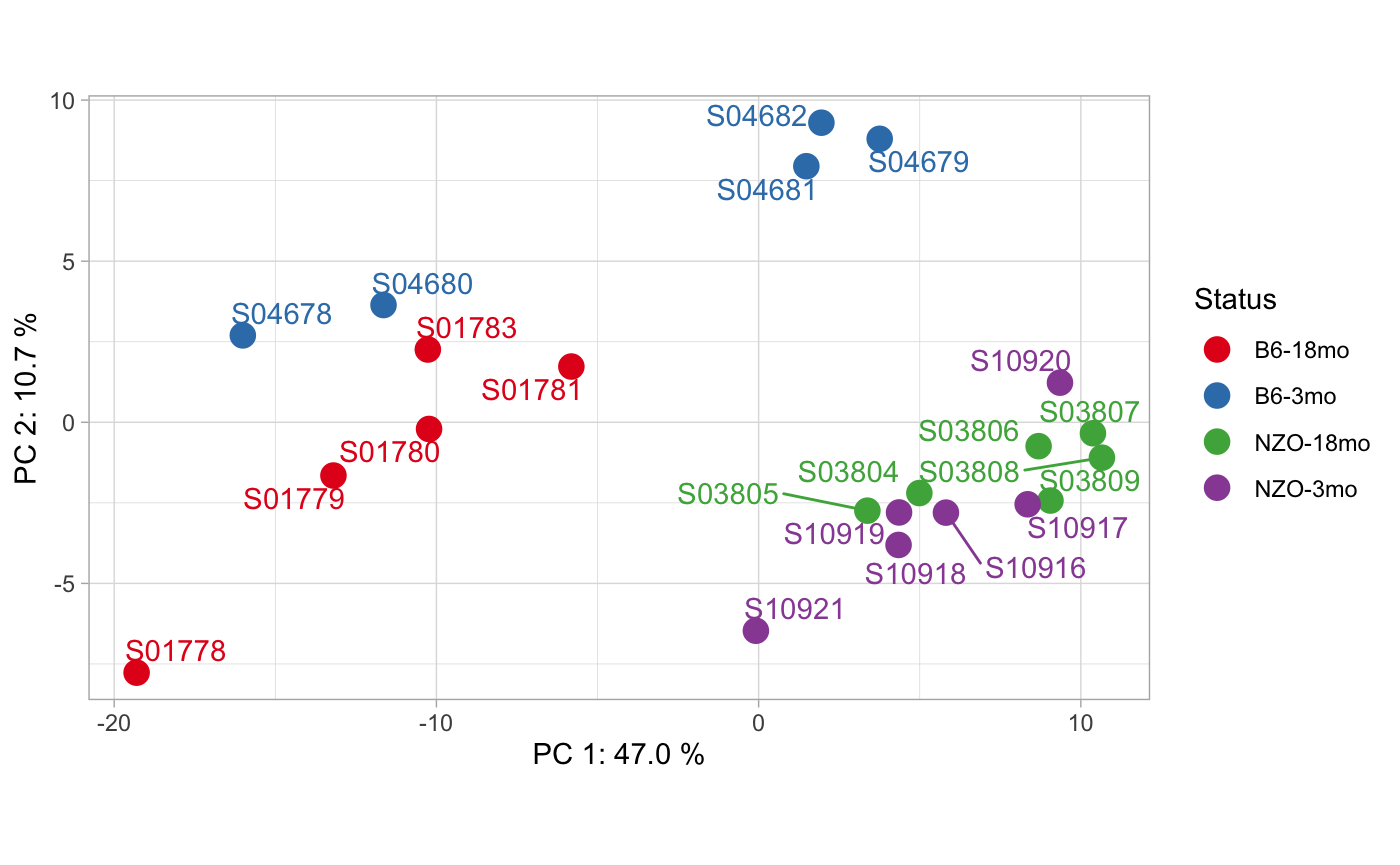 10
5
0
-5
PC 2: 10.7 %
S04682
S04679
S04681
S04680
S04678
S01783
S01781
S01780
S01779
S01778
S10920
S03807
S03806
S03804
S03808
S03809
S03805
S10919
S10917
S10918
S10916
S10921
-20
-10
0
10
PC 1: 47.0 %
Status
B6-18mo
B6-3mo
NZO-18mo
NZO-3mo